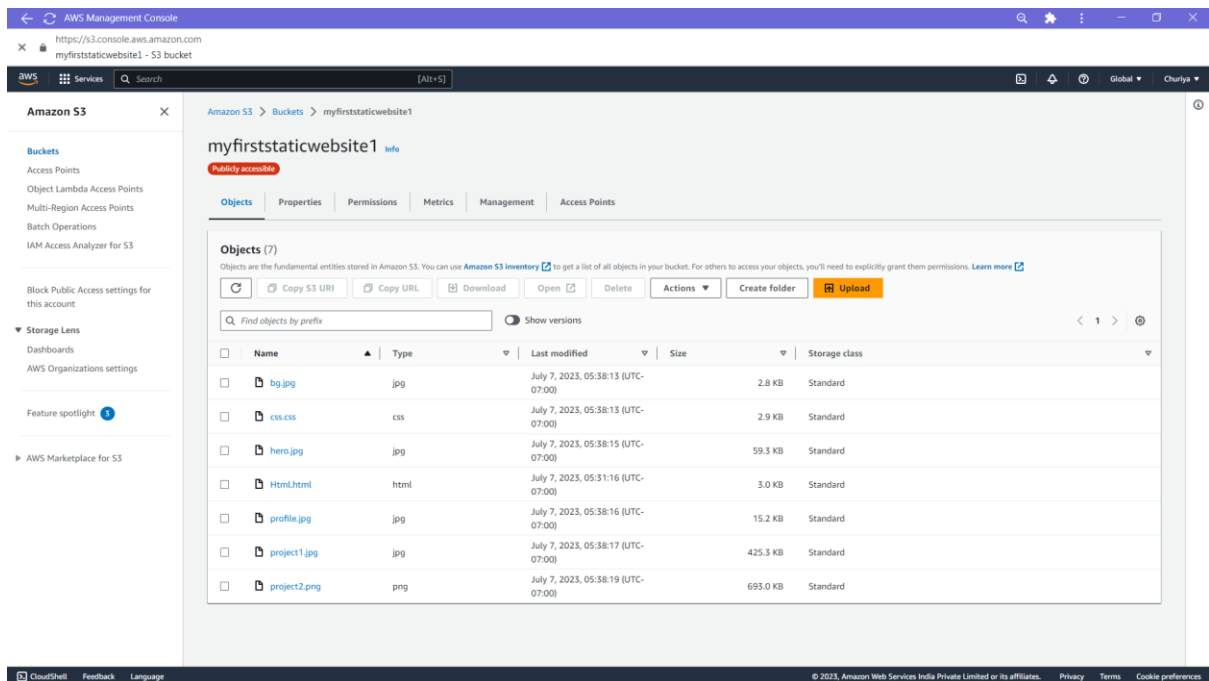 AWS Management Console
https://s3.console.aws.amazon.com
myfirststaticwebsite1 - S3 bucket
aws Services Search [Alt+S] Global Churiya
Amazon S3
Buckets
Access Points
Object Lambda Access Points
Multi-Region Access Points
Batch Operations
IAM Access Analyzer for S3
Block Public Access settings for
this account
Storage Lens
Dashboards
AWS Organizations settings
Feature spotlight 3
AWS Marketplace for S3
Amazon S3 > Buckets > myfirststaticwebsite1
myfirststaticwebsite1 Info
Publicly accessible
Objects Properties Permissions Metrics Management Access Points
Objects (7)
Objects are the fundamental entities stored in Amazon S3. You can use Amazon S3 inventory to get a list of all objects in your bucket. For others to access your objects, you'll need to explicitly grant them permissions. Learn more
Copy S3 URI Copy URL Download Open Delete Actions Create folder Upload
Find objects by prefix Show versions < 1 >
Name Type Last modified Size Storage class
bg.jpg jpg July 7, 2023, 05:38:13 (UTC-
07:00) 2.8 KB Standard
css.css css July 7, 2023, 05:38:13 (UTC-
07:00) 2.9 KB Standard
hero.jpg jpg July 7, 2023, 05:38:15 (UTC-
07:00) 59.3 KB Standard
Html.html html July 7, 2023, 05:31:16 (UTC-
07:00) 3.0 KB Standard
profile.jpg jpg July 7, 2023, 05:38:16 (UTC-
07:00) 15.2 KB Standard
project1.jpg jpg July 7, 2023, 05:38:17 (UTC-
07:00) 425.3 KB Standard
project2.png png July 7, 2023, 05:38:19 (UTC-
07:00) 693.0 KB Standard
CloudShell Feedback Language © 2023, Amazon Web Services India Private Limited or its affiliates. Privacy Terms Cookie preferences